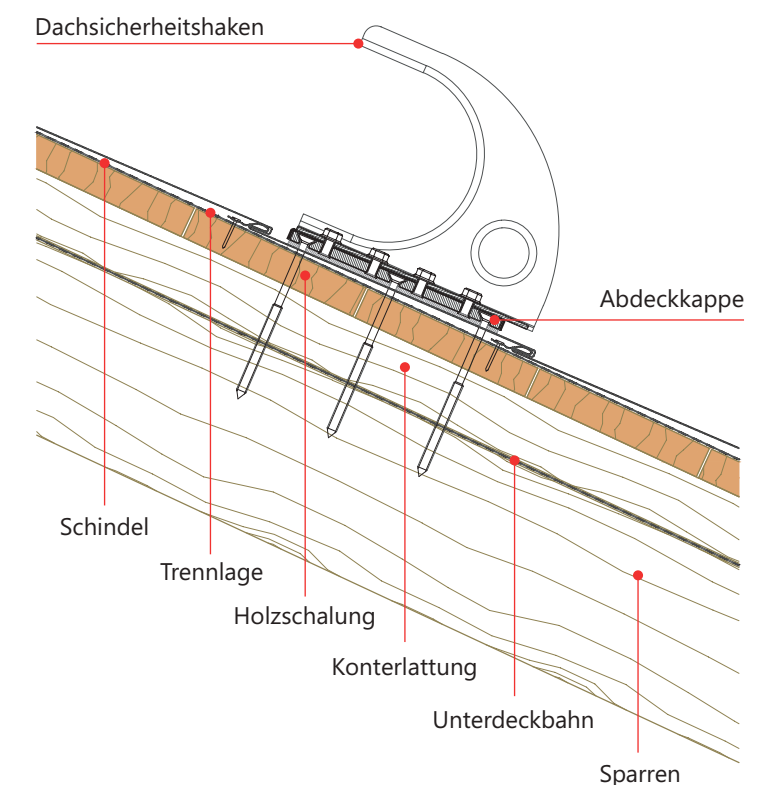 Dachsicherheitshaken
Abdeckkappe
Schindel
Trennlage
Holzschalung
Konterlattung
Unterdeckbahn
Sparren